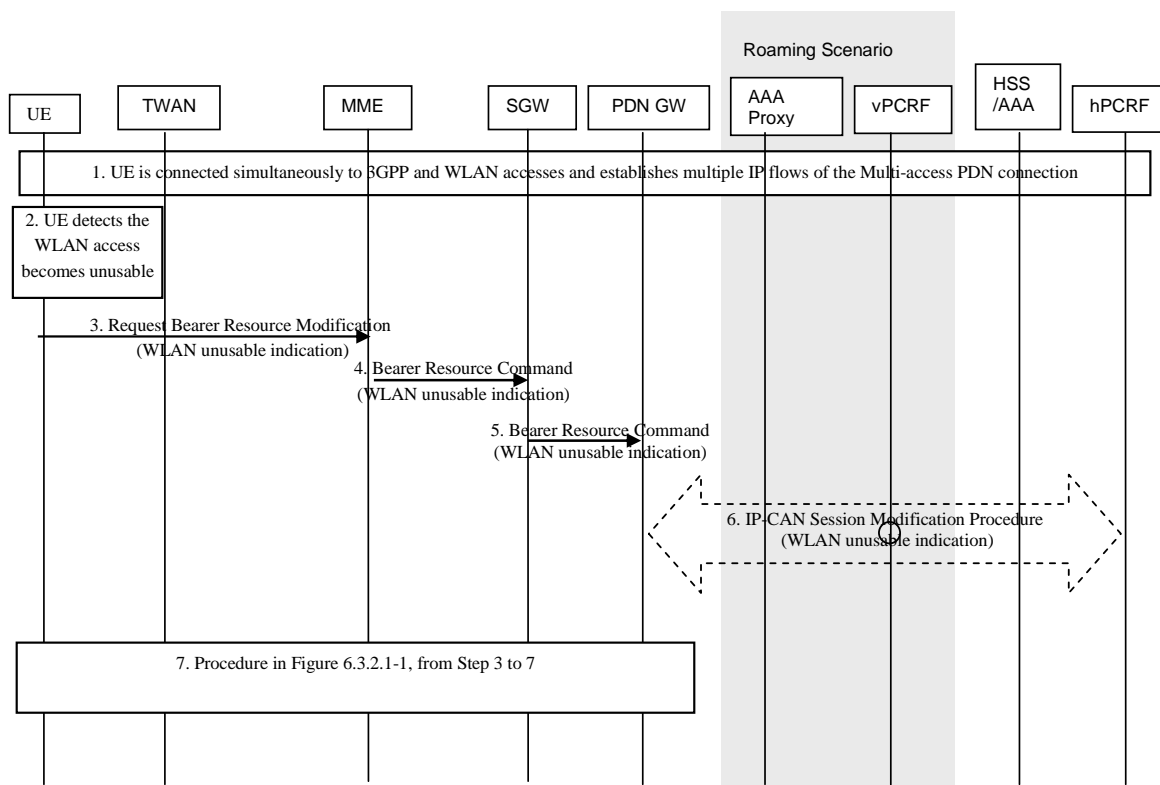 Roaming Scenario
UE
TWAN
MME
SGW
PDN GW
AAA
Proxy
vPCRF
HSS
/AAA
hPCRF
1. UE is connected simultaneously to 3GPP and WLAN accesses and establishes multiple IP flows of the Multi-access PDN connection
2. UE detects the
WLAN access
becomes unusable
3. Request Bearer Resource Modification
(WLAN unusable indication)
4. Bearer Resource Command
(WLAN unusable indication)
5. Bearer Resource Command
(WLAN unusable indication)
6. IP-CAN Session Modification Procedure
(WLAN unusable indication)
7. Procedure in Figure 6.3.2.1-1, from Step 3 to 7